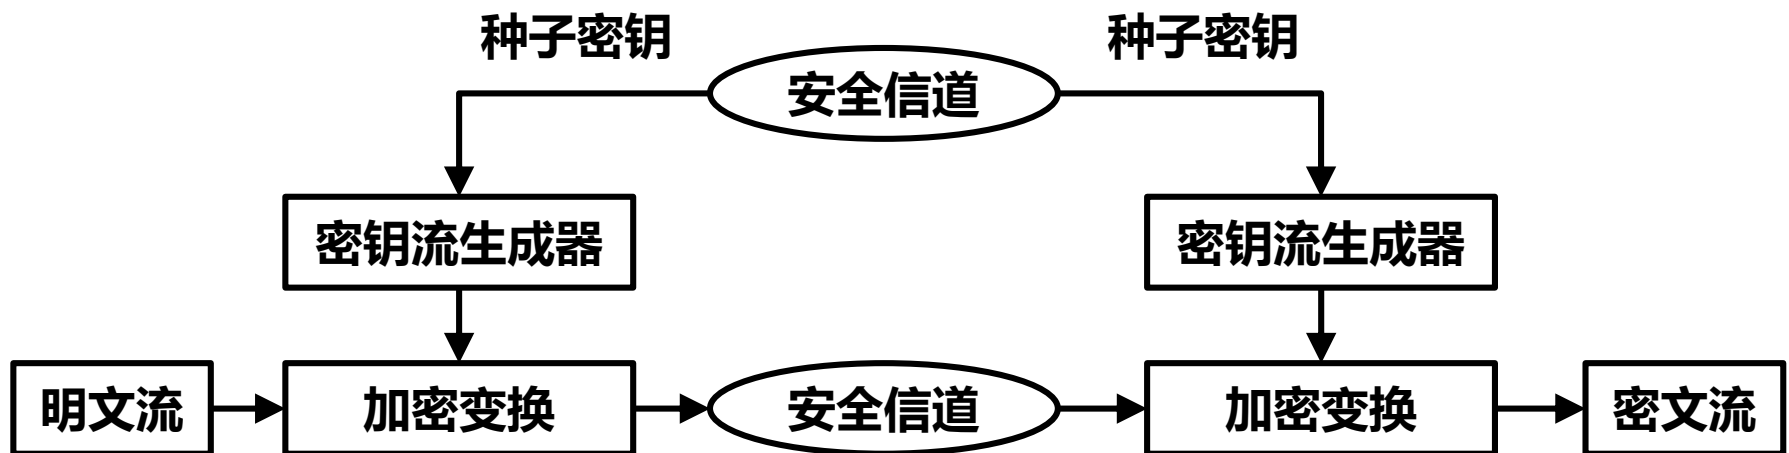 种子密钥
种子密钥
安全信道
密钥流生成器
密钥流生成器
明文流
加密变换
安全信道
加密变换
密文流